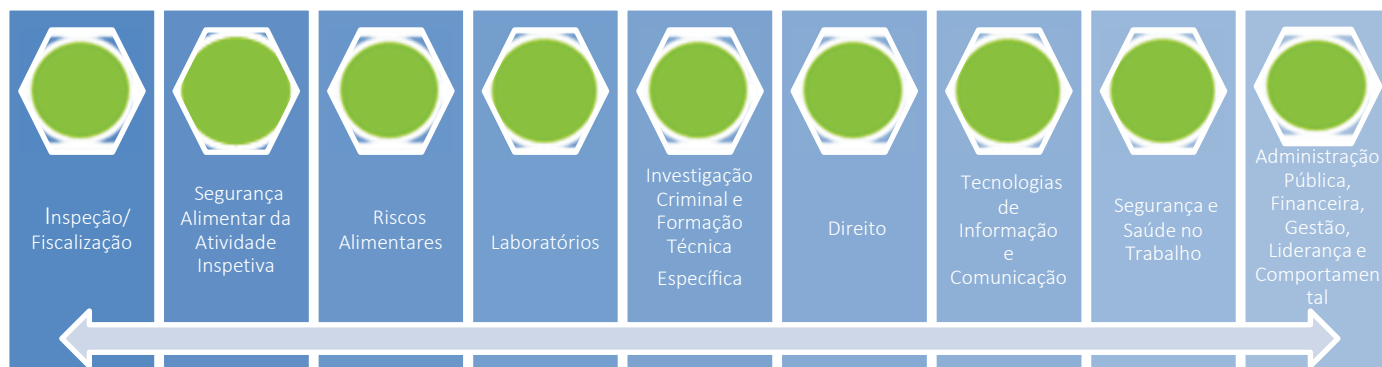 Inspeção/
Fiscalização
Segurança
Alimentar da
Atividade
Inspetiva
Riscos
Alimentares
Laboratórios
Investigação
Criminal e
Formação
Técnica
Específica
Direito
Tecnologias
de
Informação
e
Comunicação
Segurança e
Saúde no
Trabalho
Administração
Pública,
Financeira,
Gestão,
Liderança e
Comportamen
tal